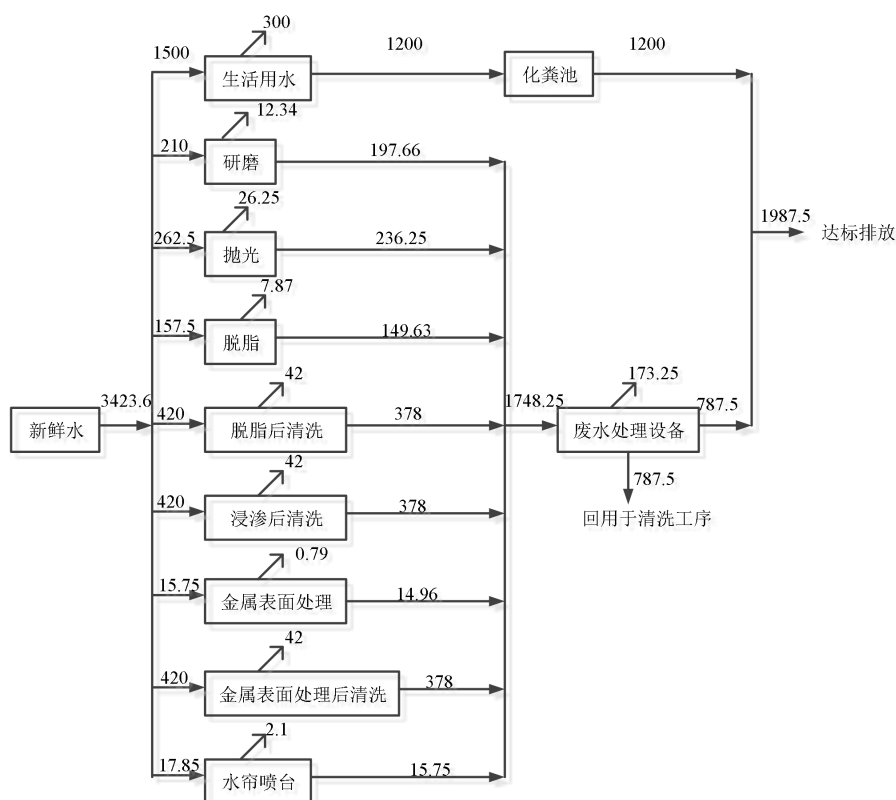 300
1500
生活用水
1200
化粪池
1200
12.34
210
研磨
197.66
26.25
262.5
抛光
236.25
1987.5
达标排放
7.87
157.5
脱脂
149.63
新鲜水
3423.6
42
420
脱脂后清洗
378
1748.25
173.25
废水处理设备
787.5
787.5
回用于清洗工序
42
420
浸渗后清洗
378
0.79
15.75
金属表面处理
14.96
42
420
金属表面处理后清洗
378
2.1
17.85
水帘喷台
15.75